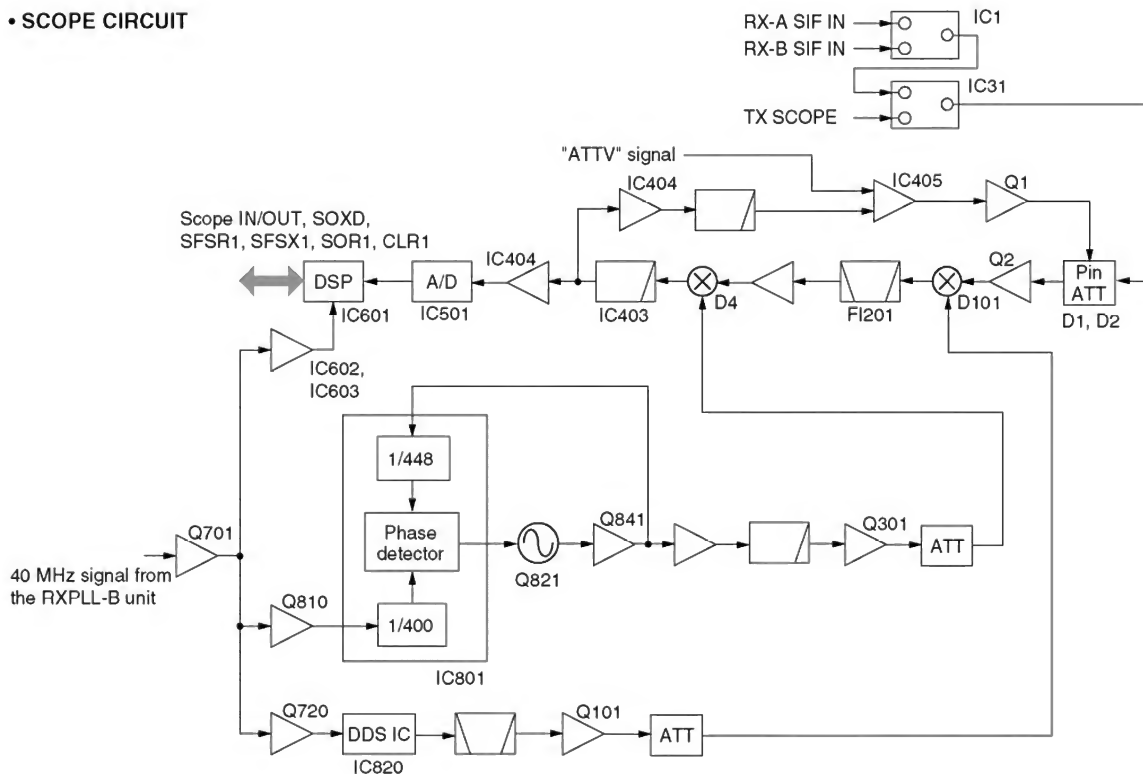 • SCOPE CIRCUIT
RX-A SIF IN
IC1
RX-B SIF IN
IC31
TX SCOPE
"ATTV" signal
IC404
IC405
Q1
Scope IN/OUT, SOXD,
SFSR1, SFSX1, SOR1, CLR1
IC404
Q2
DSP
A/D
Pin
ATT
IC601
IC501
IC403
D4
FI201
D101
D1, D2
IC602,
IC603
1/448
Q701
Phase
detector
Q841
Q301
ATT
Q821
40 MHz signal from
the RXPLL-B unit
Q810
1/400
IC801
Q720
DDS IC
Q101
ATT
IC820